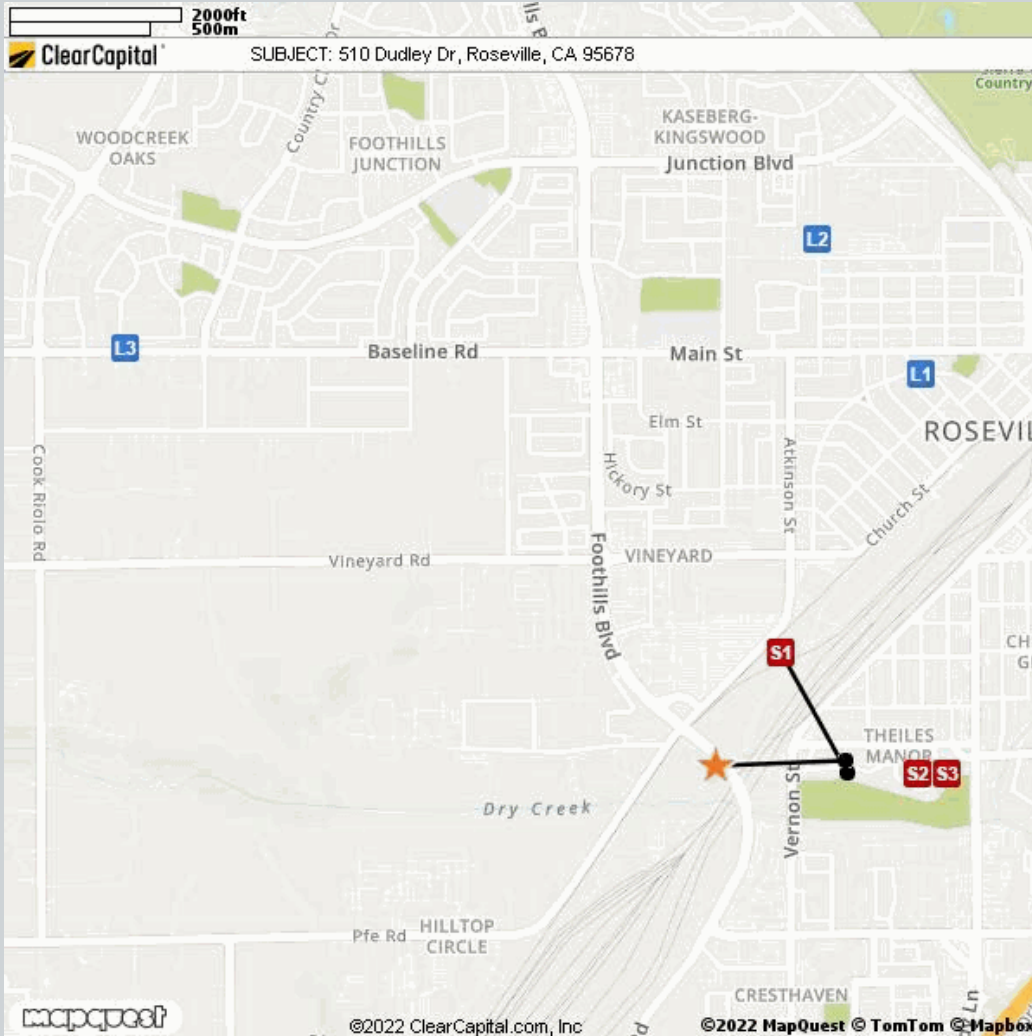 2000ft
500m
ClearCapital
SUBJECT: 510 Dudley Dr, Roseville, CA 95678
Country
WOODCREEK
OAKS
FOOTHILLS
JUNCTION
KASEBERG-
KINGSWOOD
Junction Blvd
L2
L3
Baseline Rd
Main St
L1
Elm St
ROSEVIL
Cook Riolo Rd
Hickory St
Atkinson St
Church St
Vineyard Rd
Foothills Blvd
VINEYARD
S1
CH
G
THEILES
MANOR
S2 S3
Vernon St
Dry Creek
Pfe Rd
HILLTOP
CIRCLE
CRESTHAVEN
Ln
mapquest
©2022 ClearCapital.com, Inc
©2022 MapQuest © TomTom © Mapbox